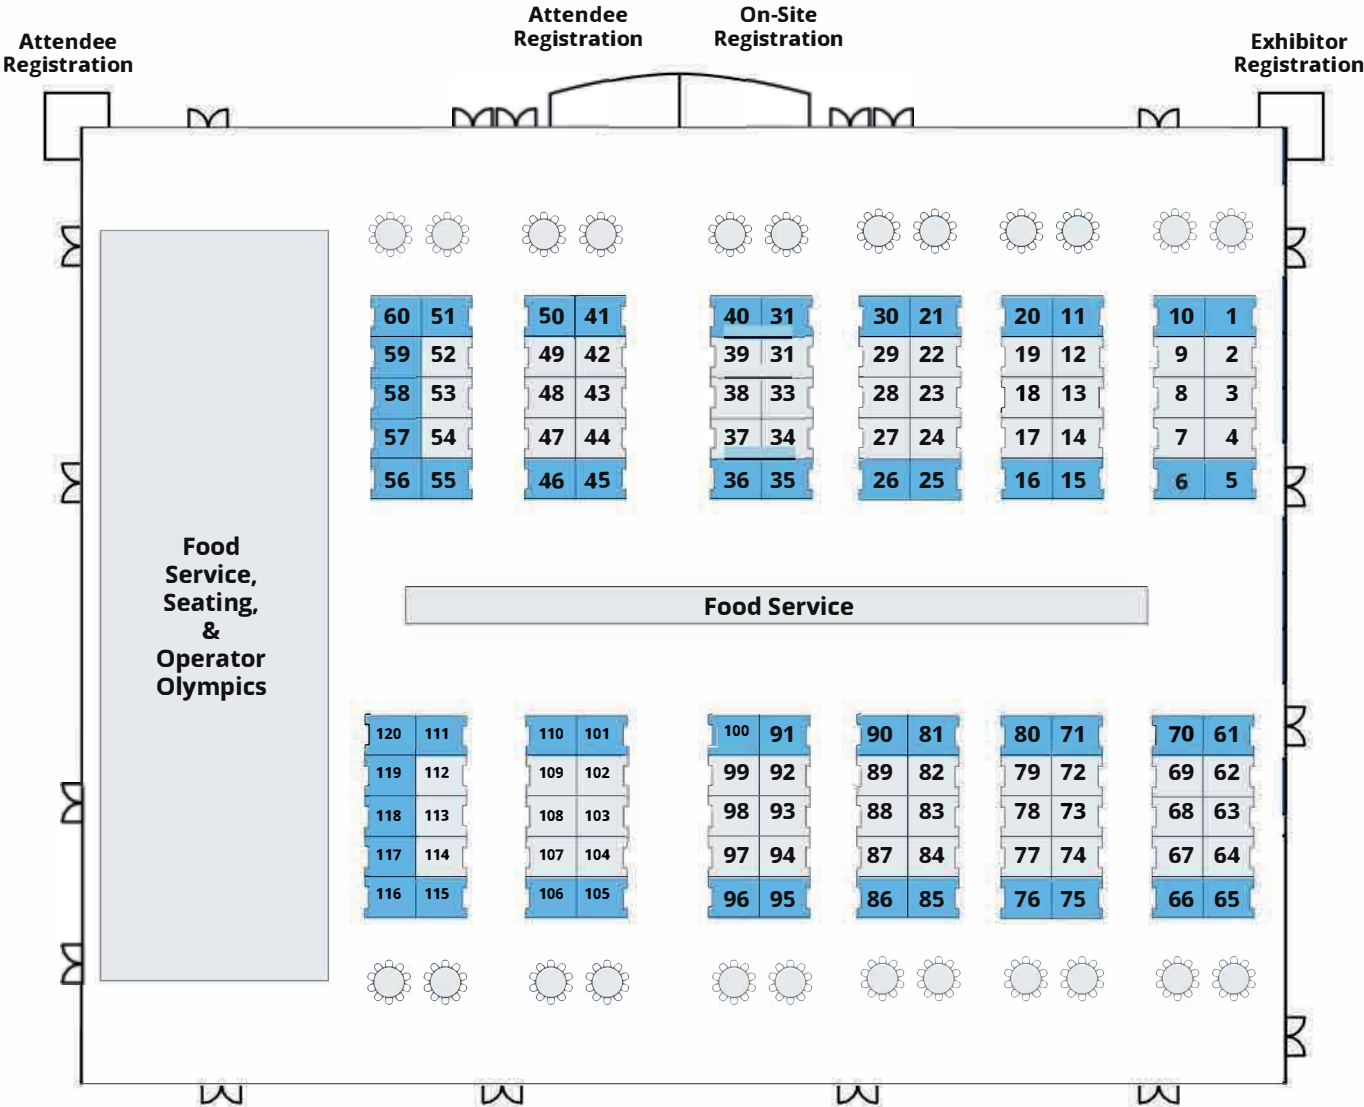 Attendee
Registration
Attendee
Registration
On-Site
Registration
Exhibitor
Registration
60 51 50 41 40 31 30 21 20 11 10 1
59 52 49 42 39 31 29 22 19 12 9 2
58 53 48 43 38 33 28 23 18 13 8 3
57 54 47 44 37 34 27 24 17 14 7 4
56 55 46 45 36 35 26 25 16 15 6 5
Food
Service,
Seating,
&
Operator
Olympics
Food Service
120 111 110 101 100 91 90 81 80 71 70 61
119 112 109 102 99 92 89 82 79 72 69 62
118 113 108 103 98 93 88 83 78 73 68 63
117 114 107 104 97 94 87 84 77 74 67 64
116 115 106 105 96 95 86 85 76 75 66 65